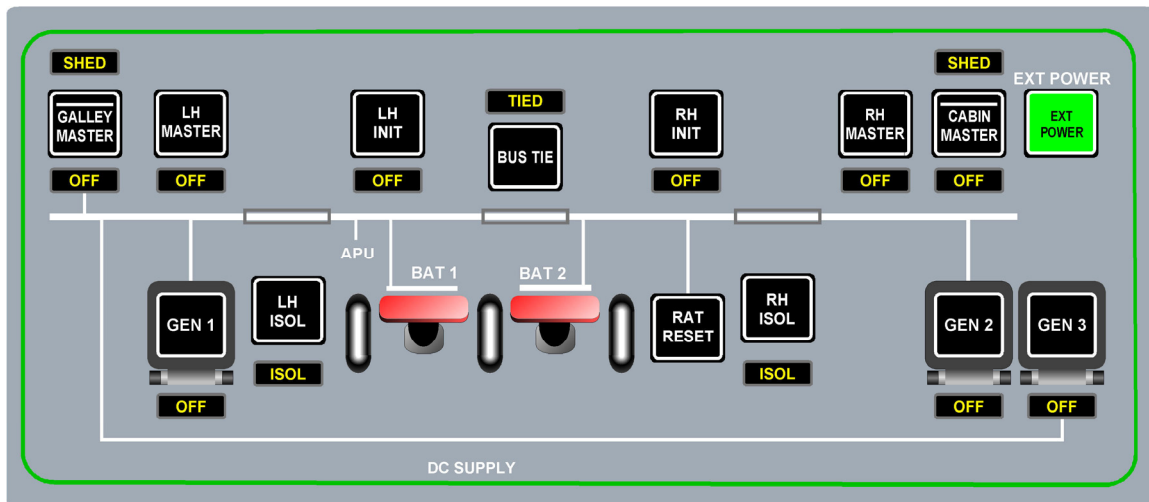 SHED
SHED
EXT POWER
GALLEY
MASTER
LH
MASTER
LH
INIT
TIED
BUS TIE
RH
INIT
RH
MASTER
CABIN
MASTER
EXT
POWER
OFF
OFF
OFF
OFF
OFF
OFF
APU
BAT 1
BAT 2
GEN 1
LH
ISOL
RAT
RESET
RH
ISOL
GEN 2
GEN 3
ISOL
ISOL
OFF
OFF
OFF
DC SUPPLY